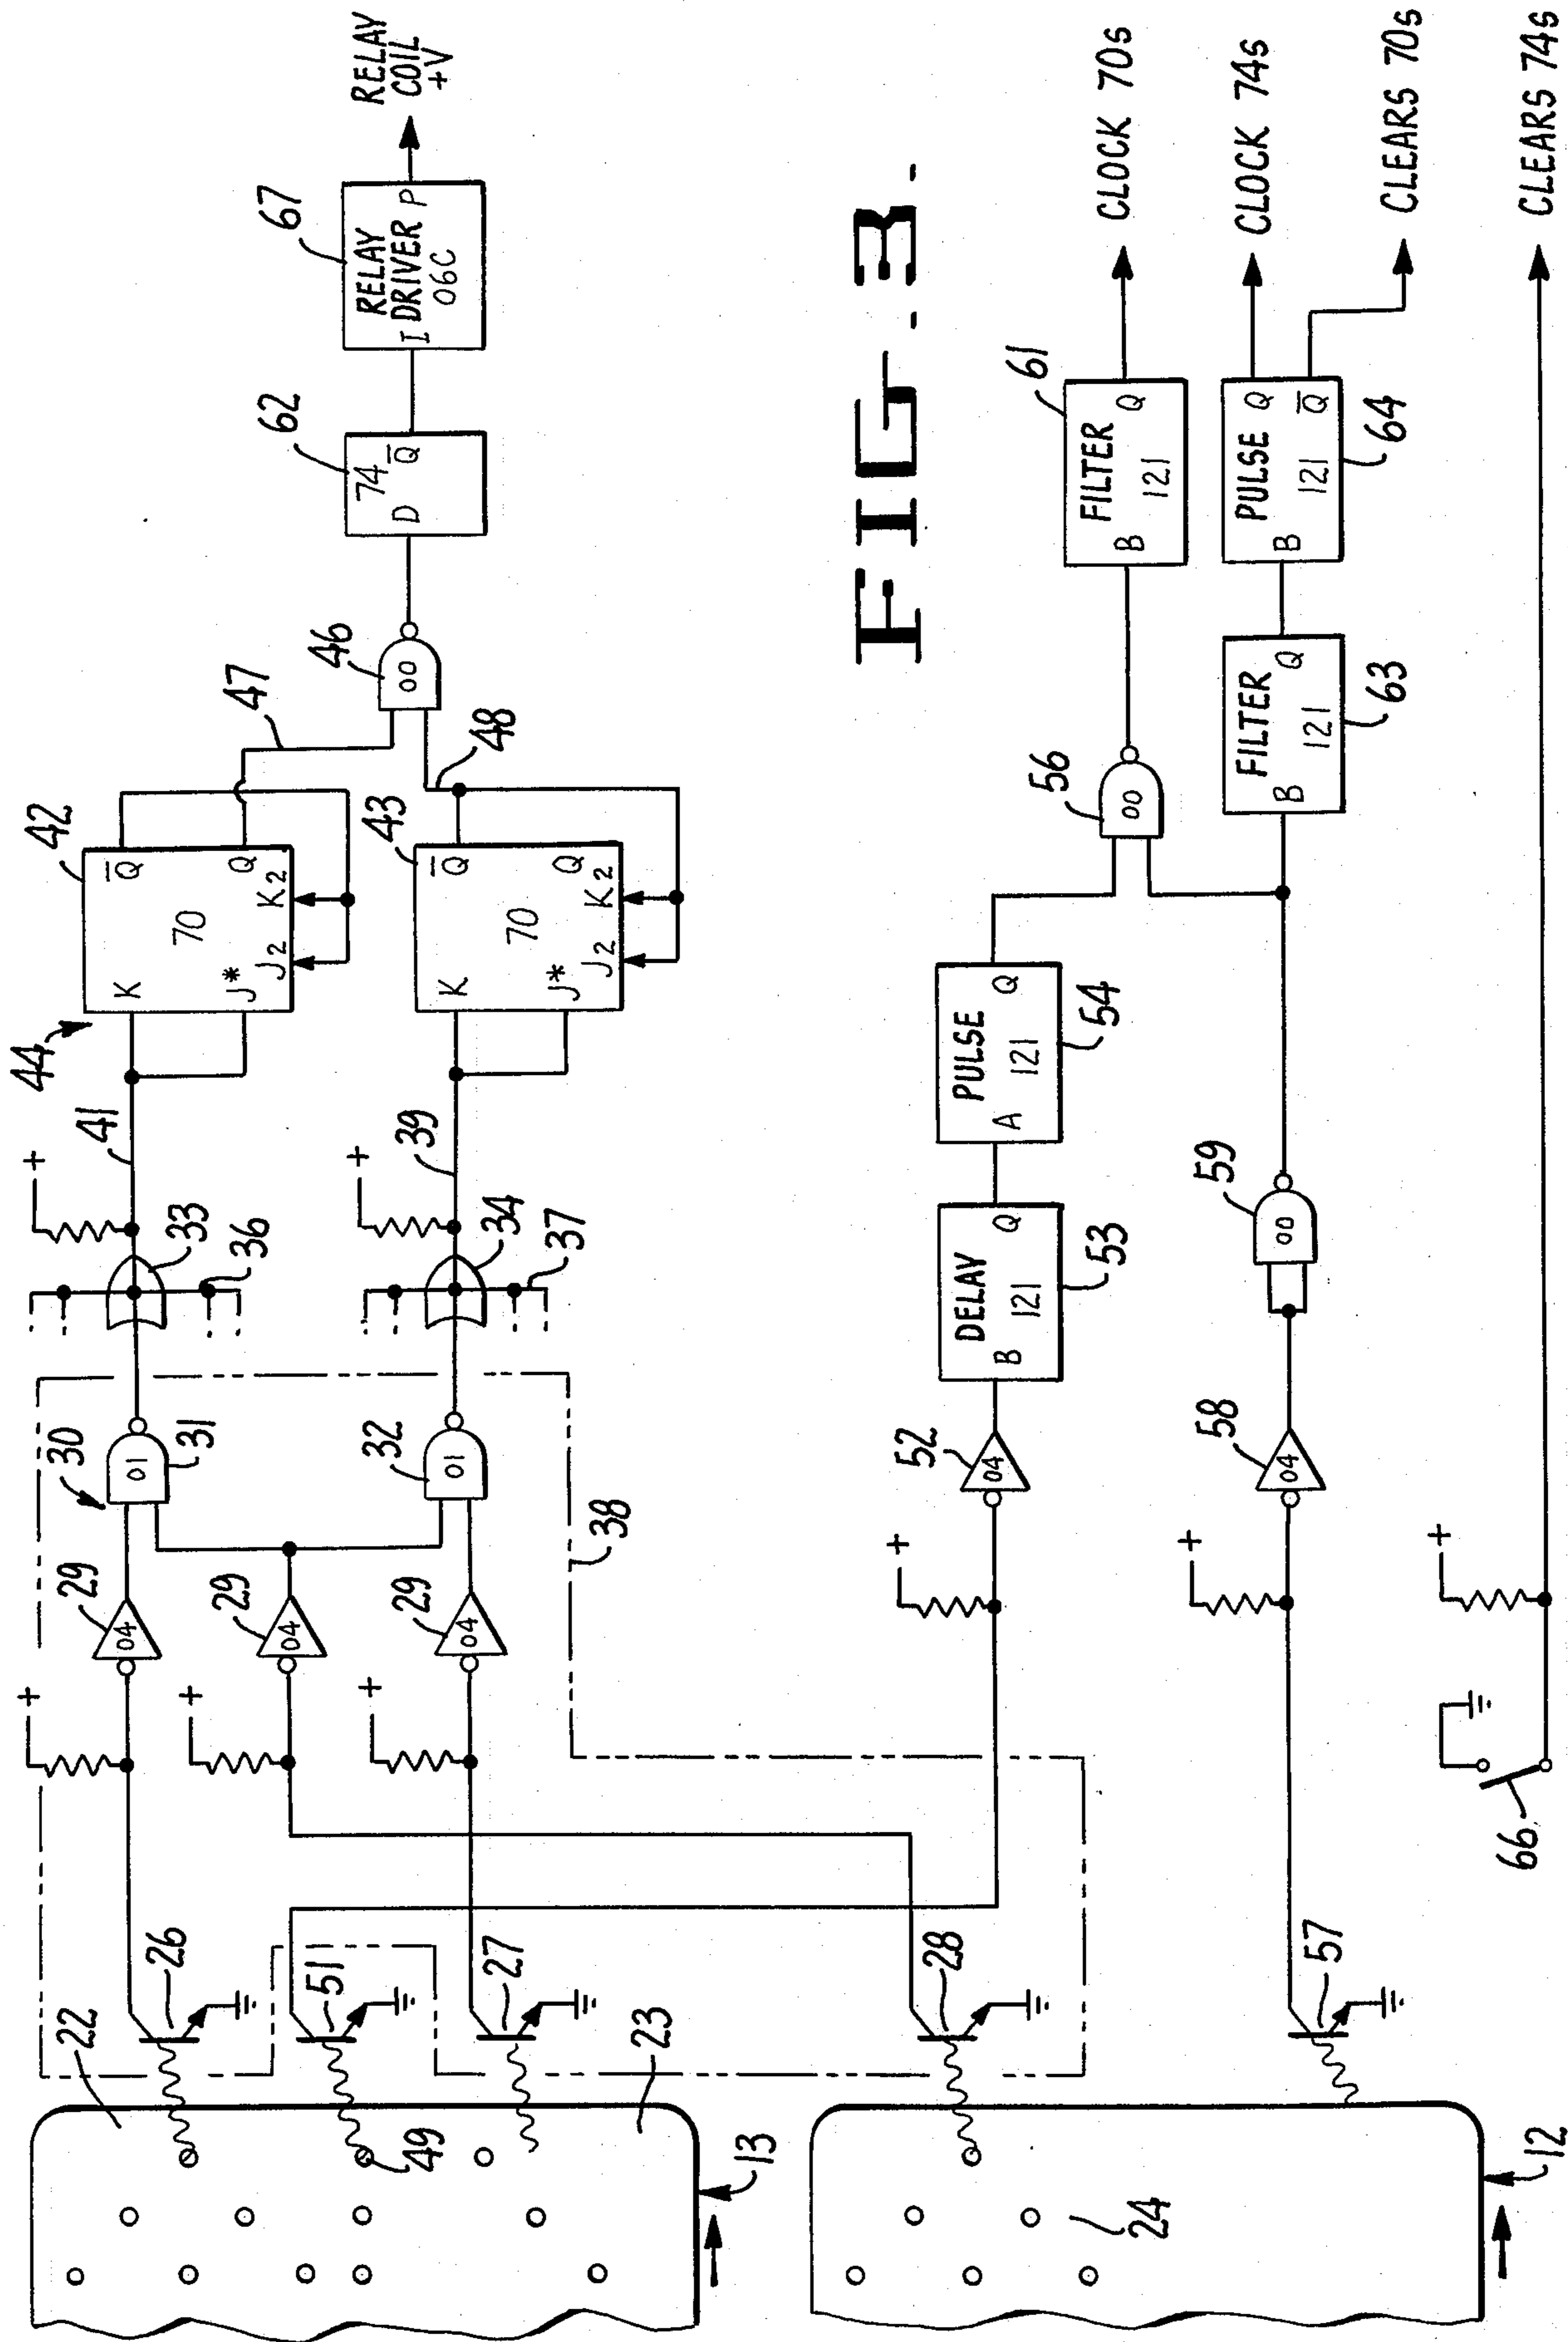 22
26
51
27
23
49
13
28
24
12
57
66
+
+
+
29
04
29
04
29
04
30
01
31
32
01
38
33
36
34
37
+
+
41
39
44
42
K
J*
70
Q̅
Q
J2
K2
43
K
J*
70
Q̅
Q
J2
K2
47
48
46
00
62
74
D
Q̅
67
RELAY
DRIVER
06C
I
P
RELAY
COIL
+V
FIG_3.
+
52
04
DELAY
B
121
Q
53
PULSE
A
121
Q
54
56
00
61
FILTER
B
121
Q
CLOCK 70s
+
58
04
59
00
FILTER
B
121
Q
63
PULSE
B
121
Q
Q̅
64
CLOCK 74s
CLEARS 70s
+
CLEARS 74s